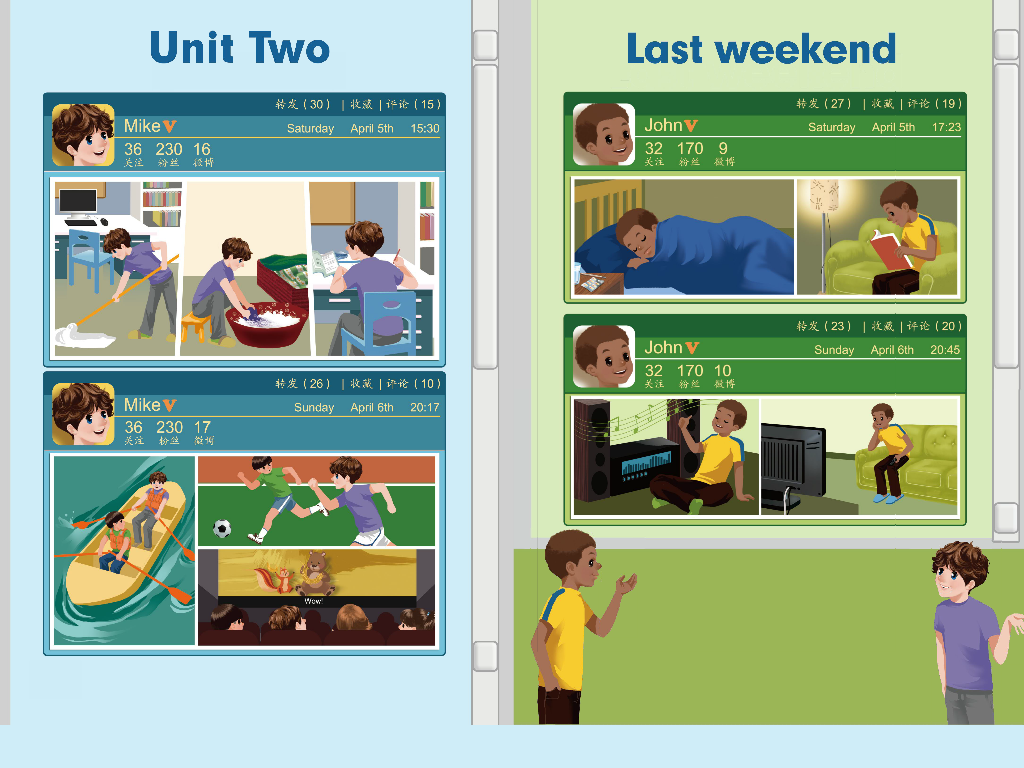 Unit Two
转发 ( 30 ) | 收藏 | 评论 ( 15 )
Mike V
Saturday April 5th 15:30
36 230 16
关注 粉丝 微博
转发 ( 26 ) | 收藏 | 评论 ( 10 )
Mike V
Sunday April 6th 20:17
36 230 17
关注 粉丝 微博
Wow!
Last weekend
转发 ( 27 ) | 收藏 | 评论 ( 19 )
John V
Saturday April 5th 17:23
32 170 9
关注 粉丝 微博
转发 ( 23 ) | 收藏 | 评论 ( 20 )
John V
Sunday April 6th 20:45
32 170 10
关注 粉丝 微博